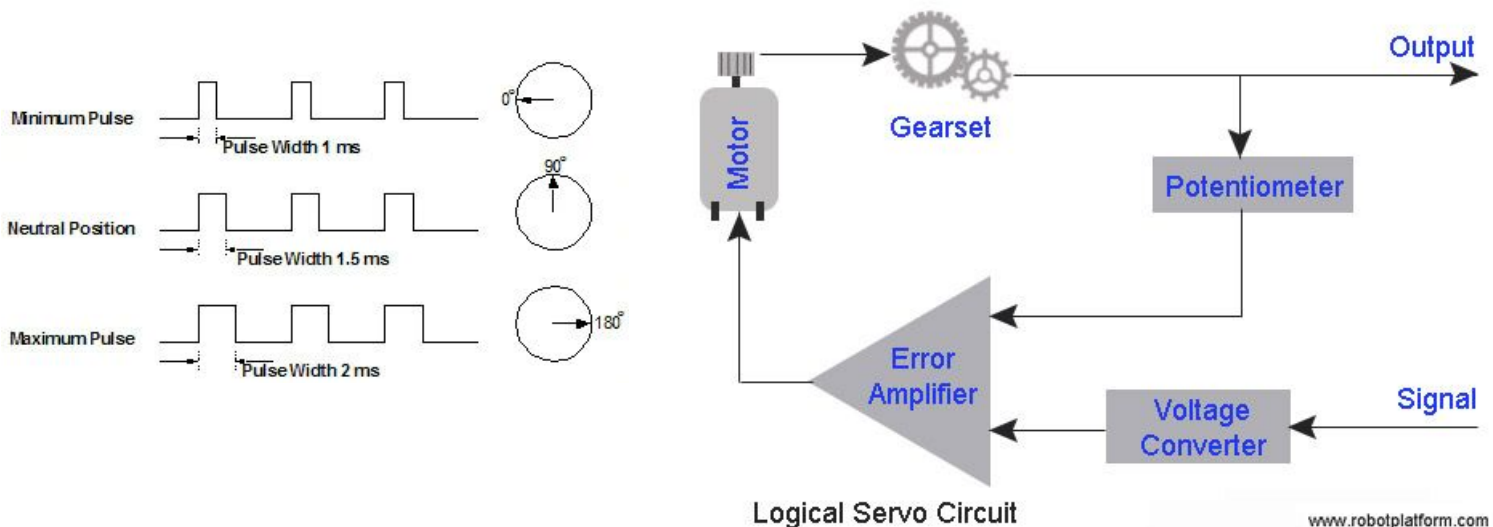 Minimum Pulse
Pulse Width 1 ms
0°
Neutral Position
Pulse Width 1.5 ms
90°
Maximum Pulse
Pulse Width 2 ms
180°
Motor
Gearset
Output
Potentiometer
Error
Amplifier
Voltage
Converter
Signal
Logical Servo Circuit
www.robotplatform.com